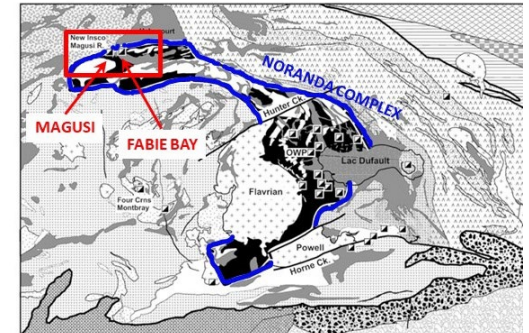 New Insco
Magusi R.
NORANDA COMPLEX
MAGUSI
FABIE BAY
Hunter Ck.
OWP
Lac Dufault
Flavrian
Four Crns
Montbray
Powell
Horne Ck.